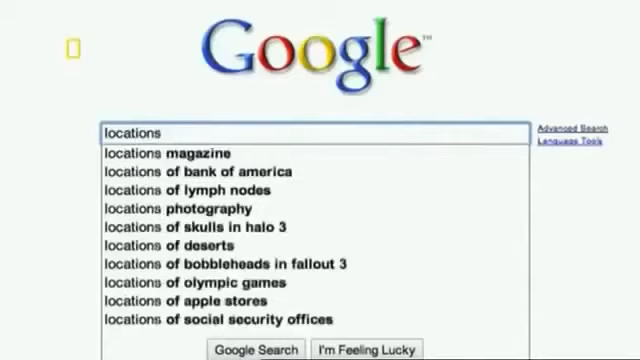 Google™
locations
Advanced Search
Language Tools
locations magazine
locations of bank of america
locations of lymph nodes
locations photography
locations of skulls in halo 3
locations of deserts
locations of bobbleheads in fallout 3
locations of olympic games
locations of apple stores
locations of social security offices
Google Search
I'm Feeling Lucky